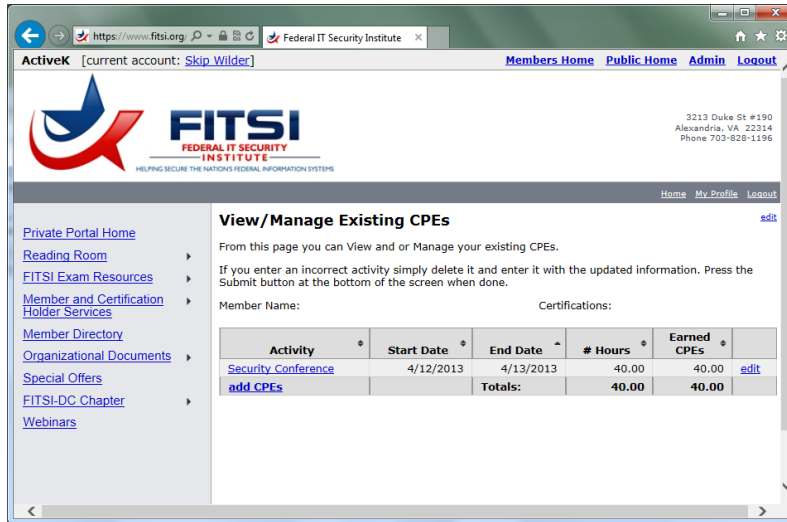 https://www.fitsi.org/
Federal IT Security Institute
ActiveK [current account: Skip Wilder]
Members Home Public Home Admin Logout
FITSI
FEDERAL IT SECURITY
INSTITUTE
HELPING SECURE THE NATION'S FEDERAL INFORMATION SYSTEMS
3213 Duke St #190
Alexandria, VA 22314
Phone 703-828-1196
Home My Profile Logout
Private Portal Home
Reading Room
FITSI Exam Resources
Member and Certification
Holder Services
Member Directory
Organizational Documents
Special Offers
FITSI-DC Chapter
Webinars
View/Manage Existing CPEs
edit
From this page you can View and or Manage your existing CPEs.
If you enter an incorrect activity simply delete it and enter it with the updated information. Press the
Submit button at the bottom of the screen when done.
Member Name: Certifications:
Activity Start Date End Date # Hours Earned CPEs
Security Conference 4/12/2013 4/13/2013 40.00 40.00 edit
add CPEs Totals: 40.00 40.00